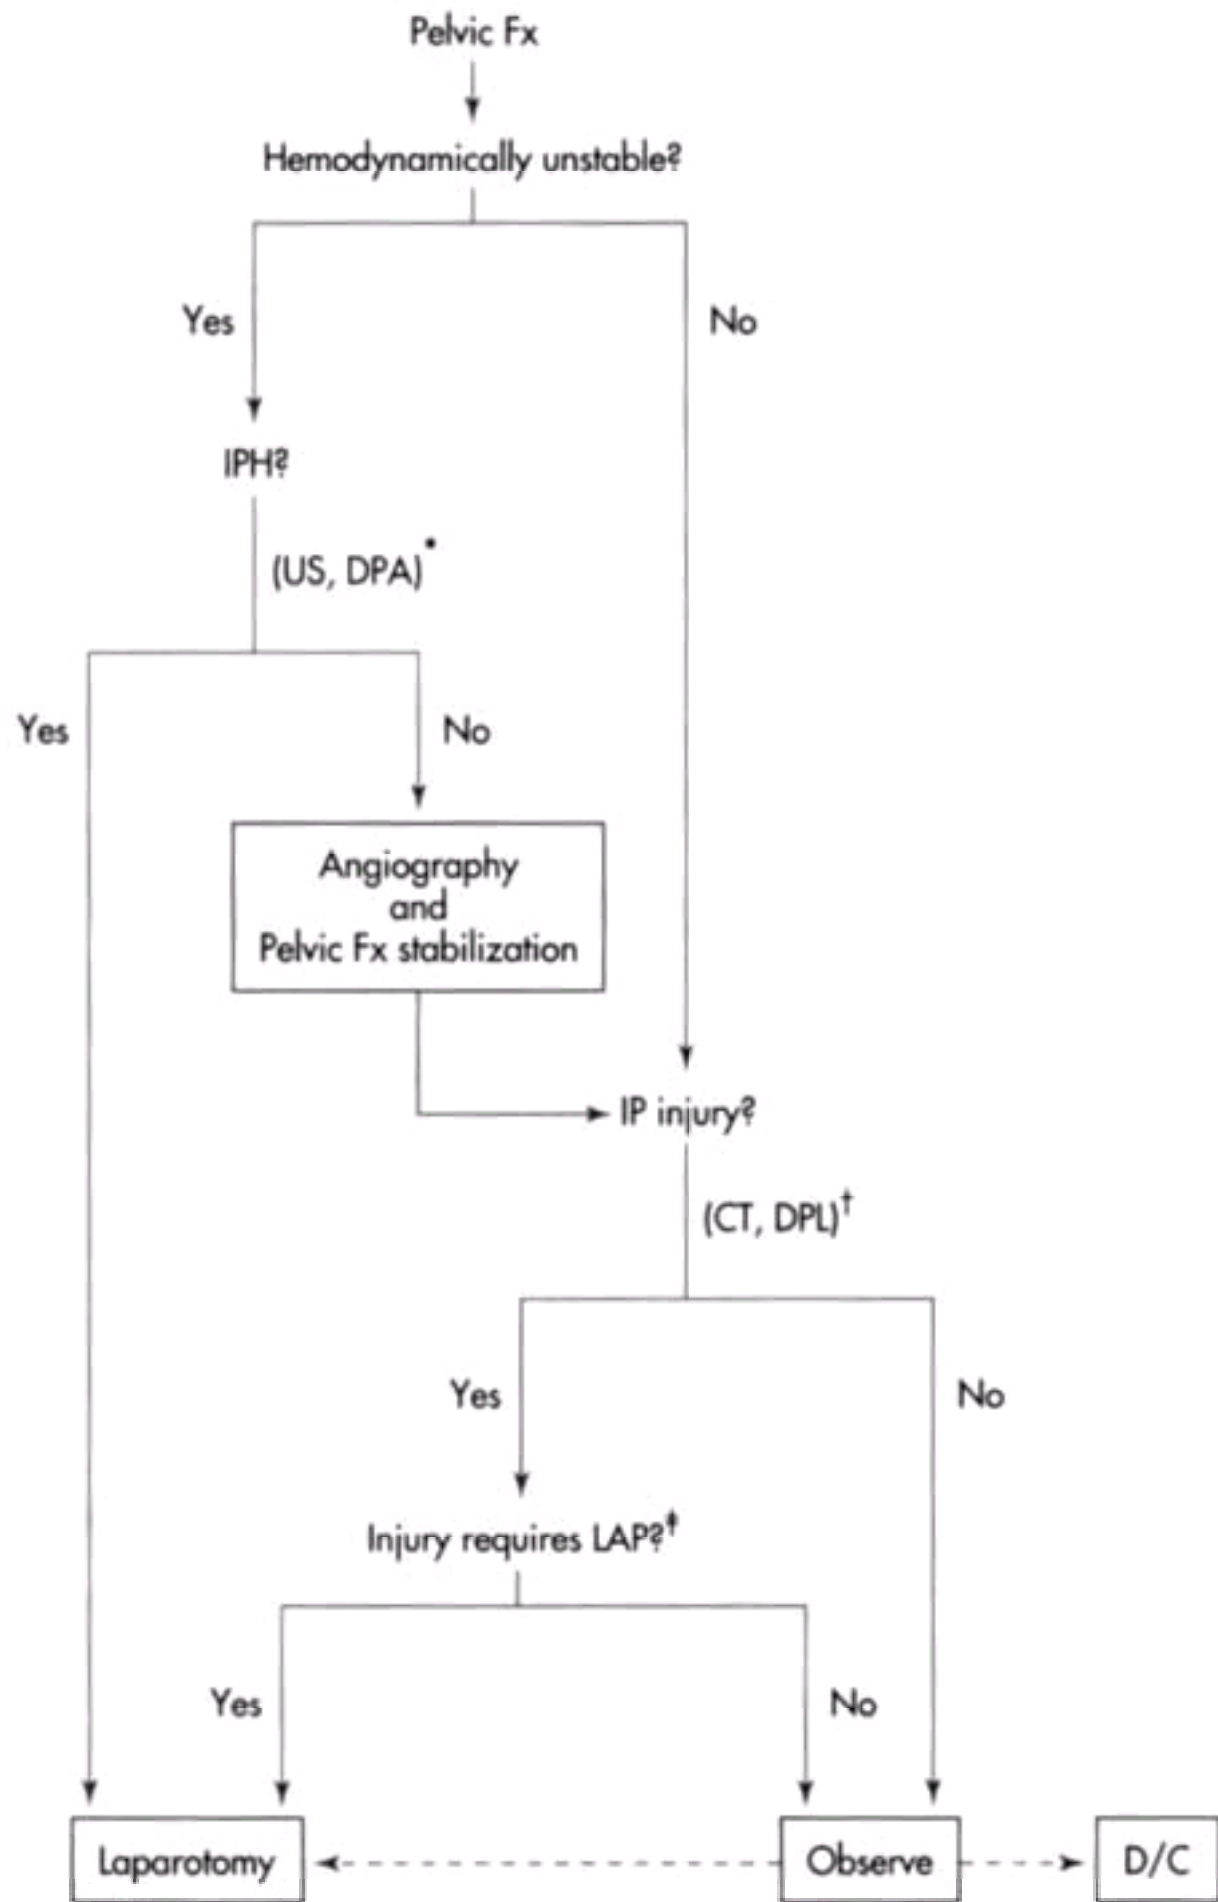 Pelvic Fx
Hemodynamically unstable?
Yes
No
IPH?
(US, DPA)*
Yes
No
Angiography
and
Pelvic Fx stabilization
IP injury?
(CT, DPL)†
Yes
No
Injury requires LAP?‡
Yes
No
Laparotomy
Observe
D/C